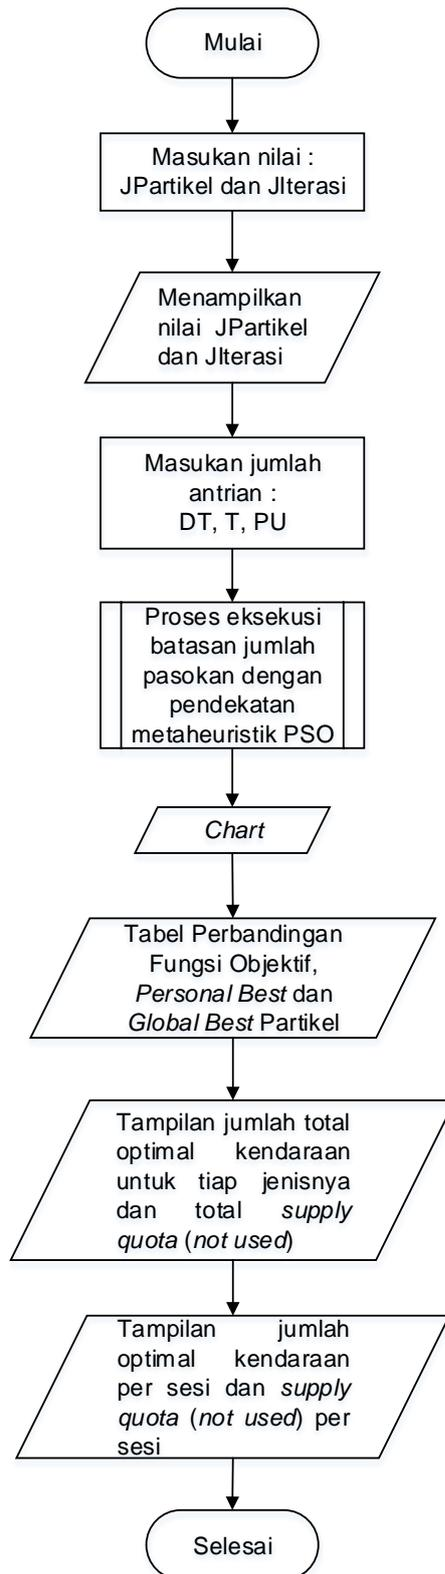 Mulai
Masukan nilai :
JPartikel dan JIterasi
Menampilkan
nilai JPartikel
dan JIterasi
Masukan jumlah
antrian :
DT, T, PU
Proses eksekusi
batasan jumlah
pasokan dengan
pendekatan
metaheuristik PSO
Chart
Tabel Perbandingan
Fungsi Objektif,
Personal Best dan
Global Best Partikel
Tampilan jumlah total
optimal kendaraan
untuk tiap jenisnya
dan total supply
quota (not used)
Tampilan jumlah
optimal kendaraan
per sesi dan supply
quota (not used) per
sesi
Selesai